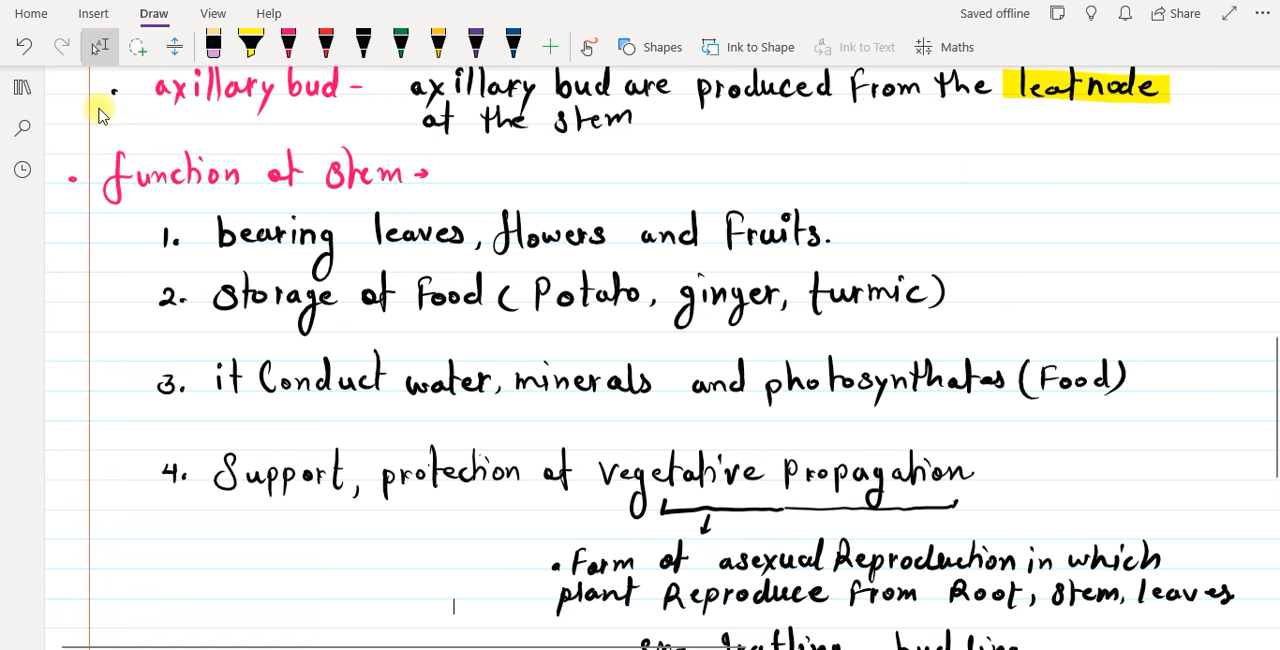 Home Insert Draw View Help Saved offline Share
Shapes Ink to Shape Ink to Text Maths
• axillary bud - axillary bud are produced from the leaf node
at the stem
• function of stem →
1. bearing leaves, flowers and fruits.
2. storage of food (Potato, ginger, turmic)
3. it conduct water, minerals and photosynthates (Food)
4. Support, protection of vegetative propagation
• Form of asexual Reproduction in which
plant Reproduce from Root, stem, leaves